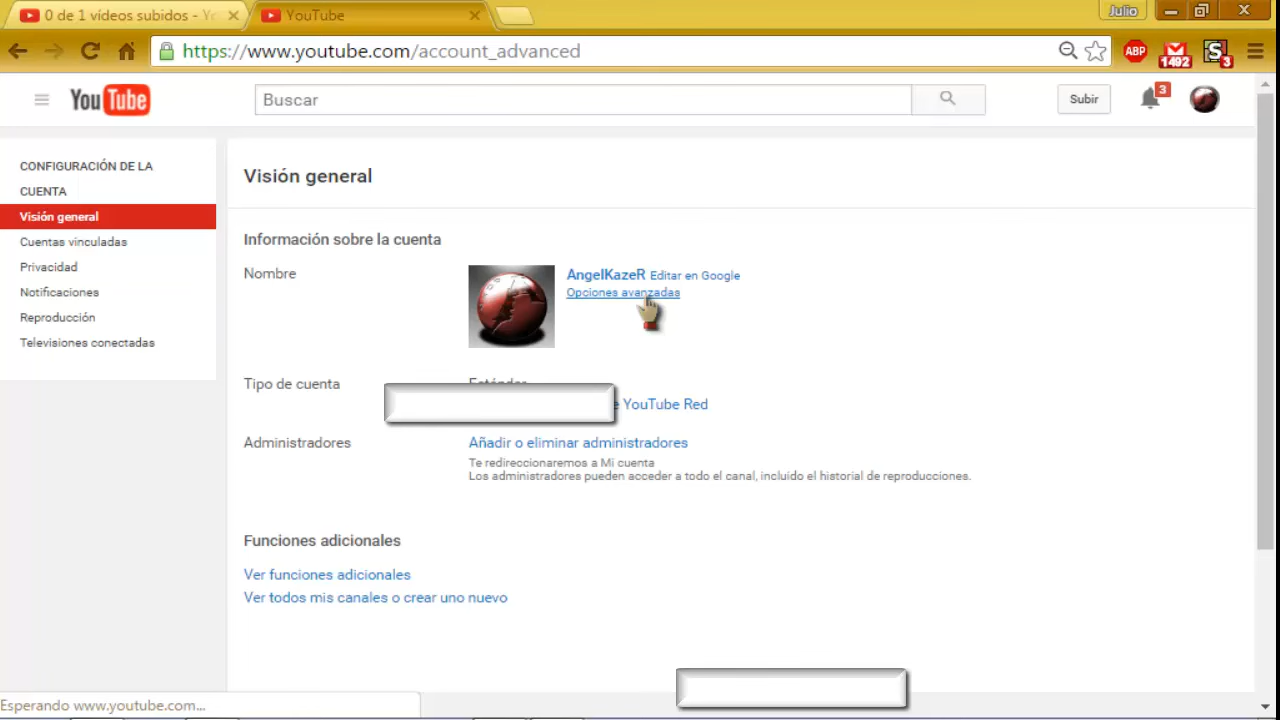 0 de 1 vídeos subidos -
YouTube
Julio
https://www.youtube.com/account_advanced
ABP
1492
S
3
YouTube
Buscar
Subir
3
CONFIGURACIÓN DE LA
CUENTA
Visión general
Cuentas vinculadas
Privacidad
Notificaciones
Reproducción
Televisiones conectadas
Visión general
Información sobre la cuenta
Nombre
AngelKazeR Editar en Google
Opciones avanzadas
Tipo de cuenta
Estándar
YouTube Red
Administradores
Añadir o eliminar administradores
Te redireccionaremos a Mi cuenta
Los administradores pueden acceder a todo el canal, incluido el historial de reproducciones.
Funciones adicionales
Ver funciones adicionales
Ver todos mis canales o crear uno nuevo
Esperando www.youtube.com...